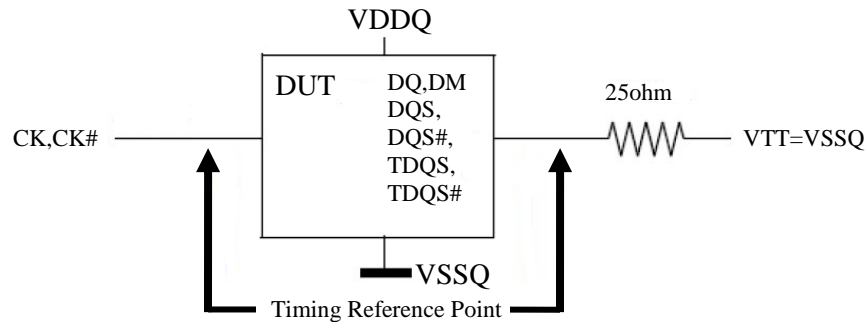 VDDQ
DUT
DQ,DM
DQS,
DQS#,
TDQS,
TDQS#
25ohm
CK,CK#
VTT=VSSQ
VSSQ
Timing Reference Point